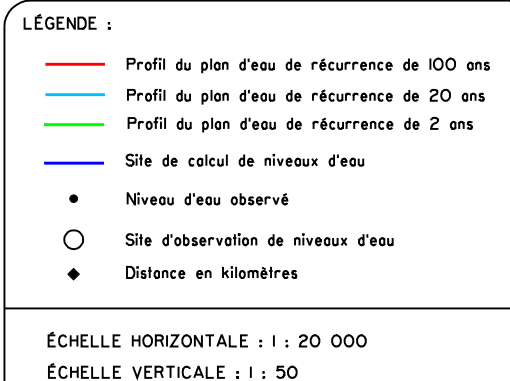 LÉGENDE :
Profil du plan d'eau de récurrence de 100 ans
Profil du plan d'eau de récurrence de 20 ans
Profil du plan d'eau de récurrence de 2 ans
Site de calcul de niveaux d'eau
Niveau d'eau observé
Site d'observation de niveaux d'eau
Distance en kilomètres
ÉCHELLE HORIZONTALE : 1 : 20 000
ÉCHELLE VERTICALE : 1 : 50